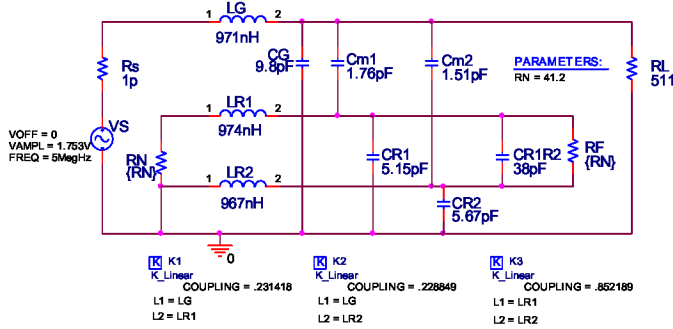 LG
1 2
971nH
Rs
1p
CG
9.8pF
Cm1
1.76pF
Cm2
1.51pF
PARAMETERS:
RN = 41.2
RL
511
LR1
1 2
974nH
VS
VOFF = 0
VAMPL = 1.753V
FREQ = 5MegHz
RN
{RN}
LR2
1 2
967nH
CR1
5.15pF
CR1R2
38pF
RF
{RN}
CR2
5.67pF
0
K K1
K_Linear
COUPLING = .231418
L1 = LG
L2 = LR1
K K2
K_Linear
COUPLING = .228849
L1 = LG
L2 = LR2
K K3
K_Linear
COUPLING = .852189
L1 = LR1
L2 = LR2